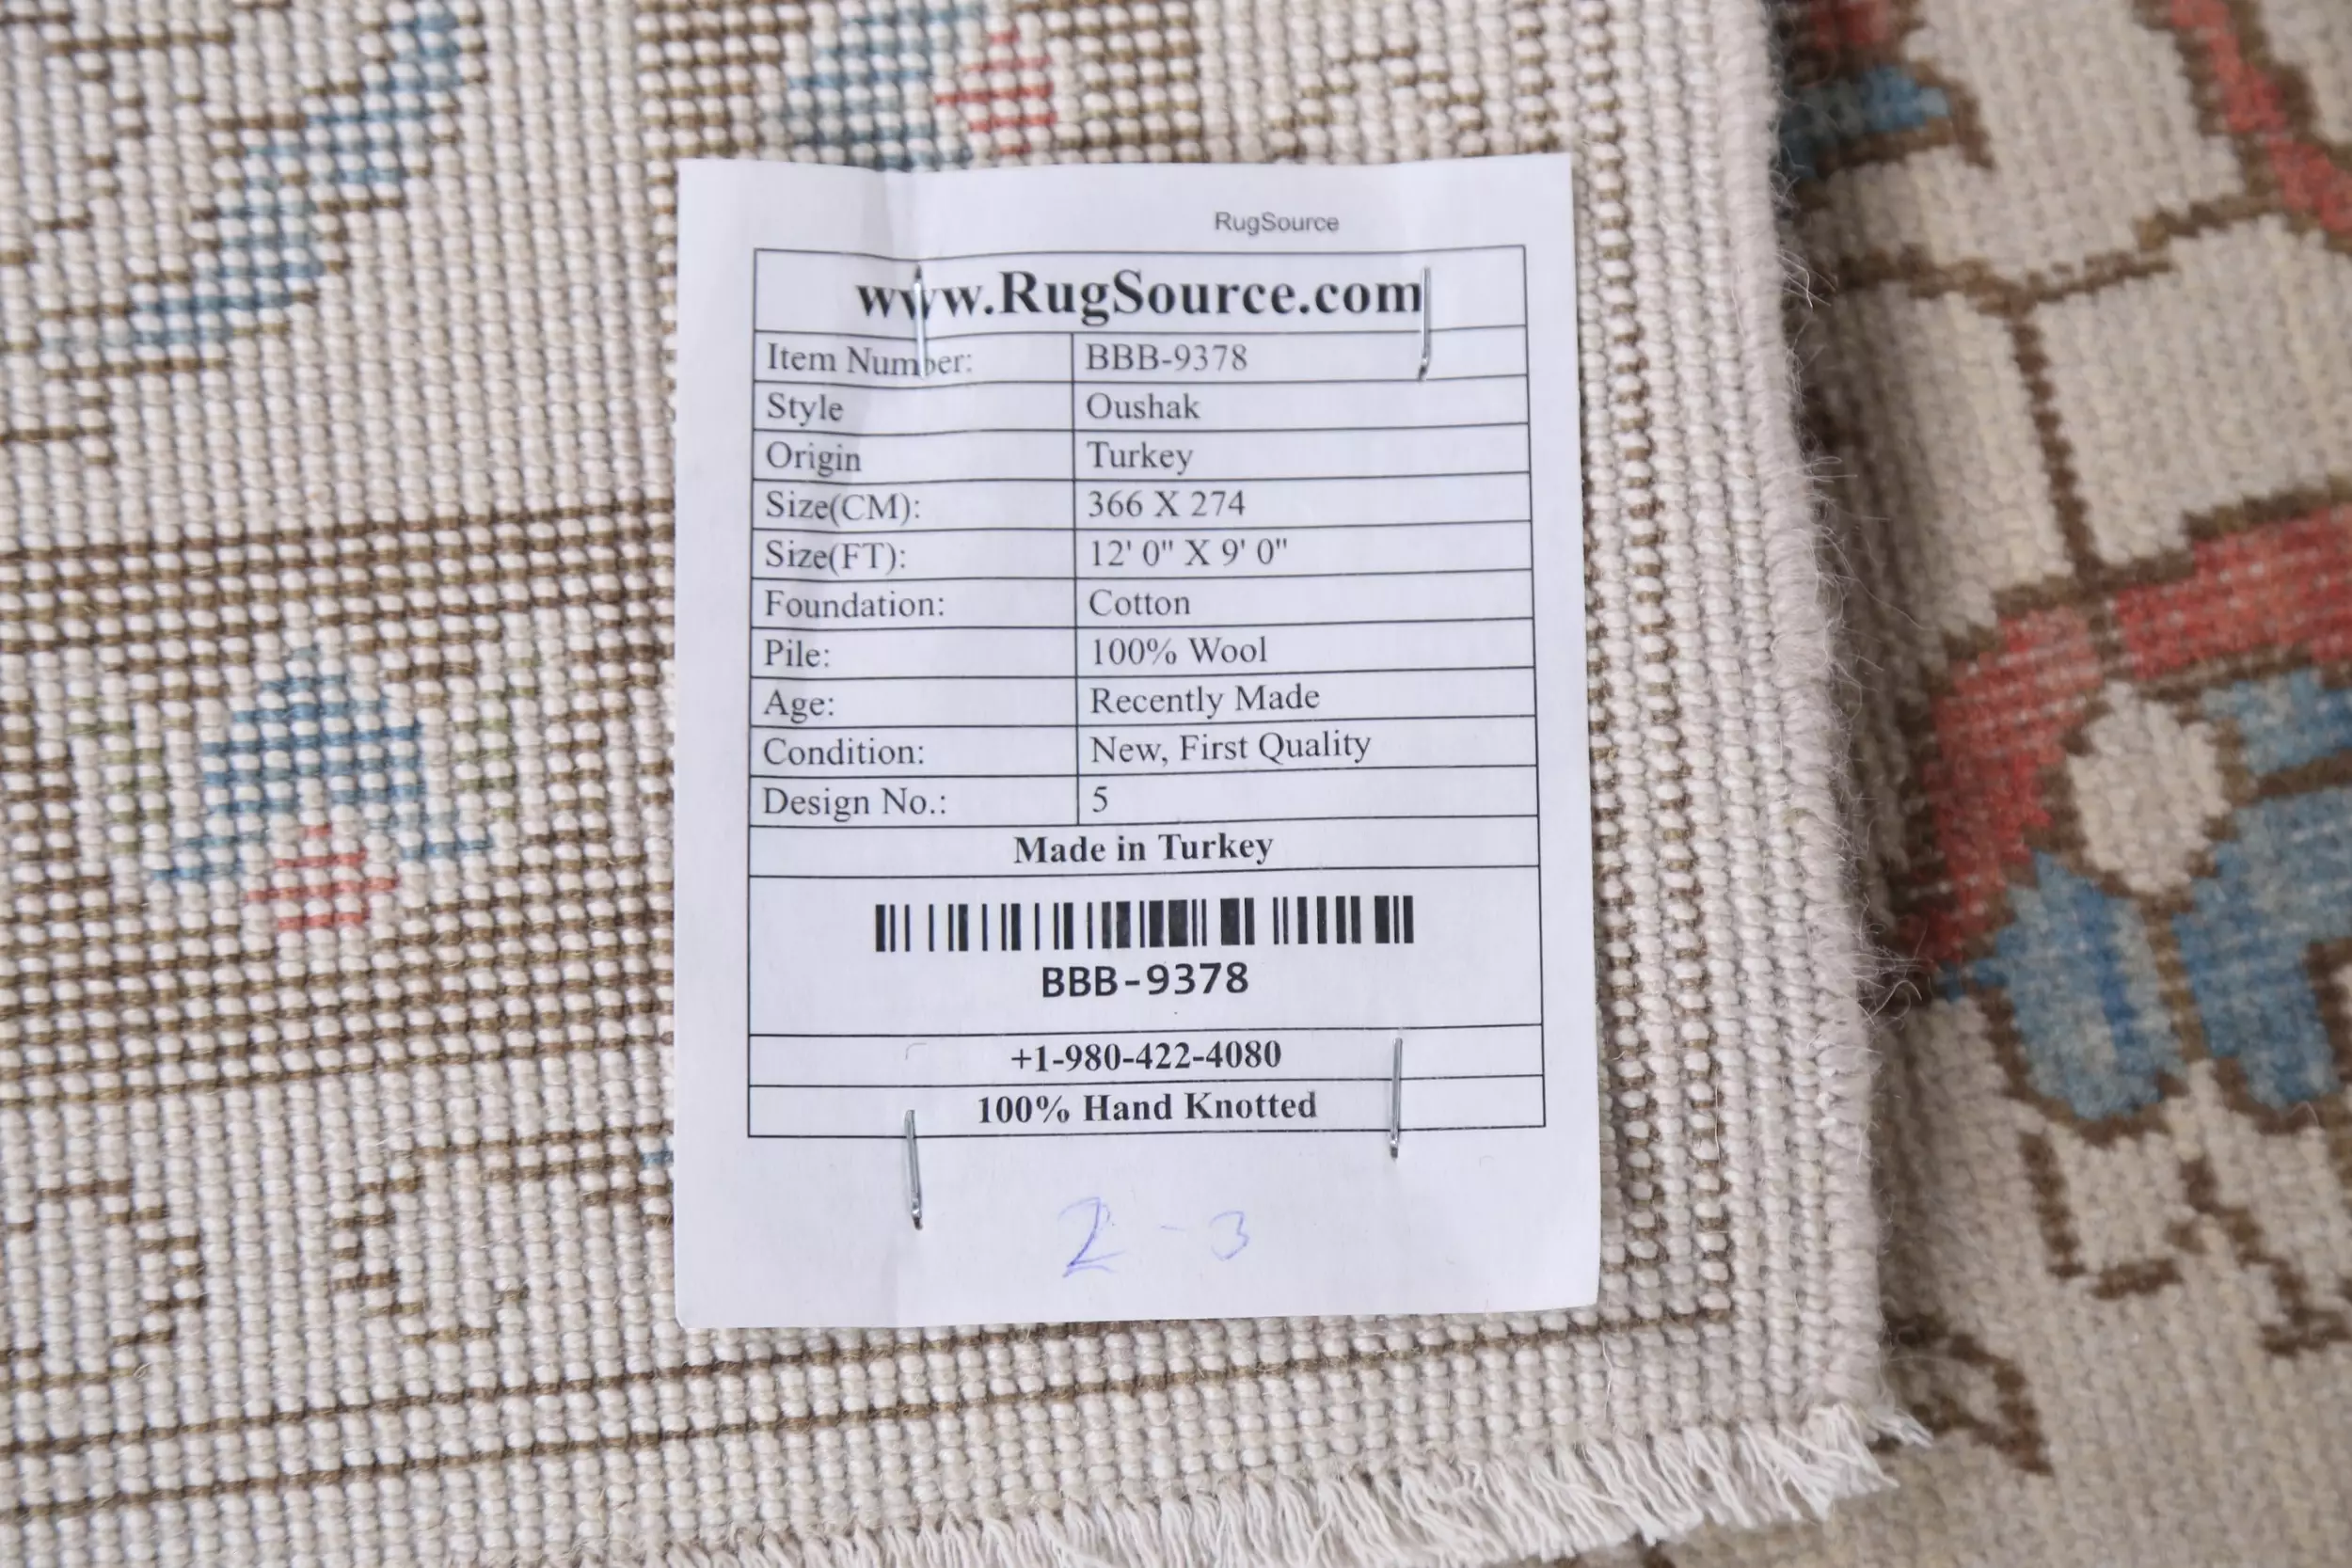 RugSource
www.RugSource.com
Item Number: BBB-9378
Style Oushak
Origin Turkey
Size(CM): 366 X 274
Size(FT): 12' 0" X 9' 0"
Foundation: Cotton
Pile: 100% Wool
Age: Recently Made
Condition: New, First Quality
Design No.: 5
Made in Turkey
BBB-9378
+1-980-422-4080
100% Hand Knotted
2 - 3